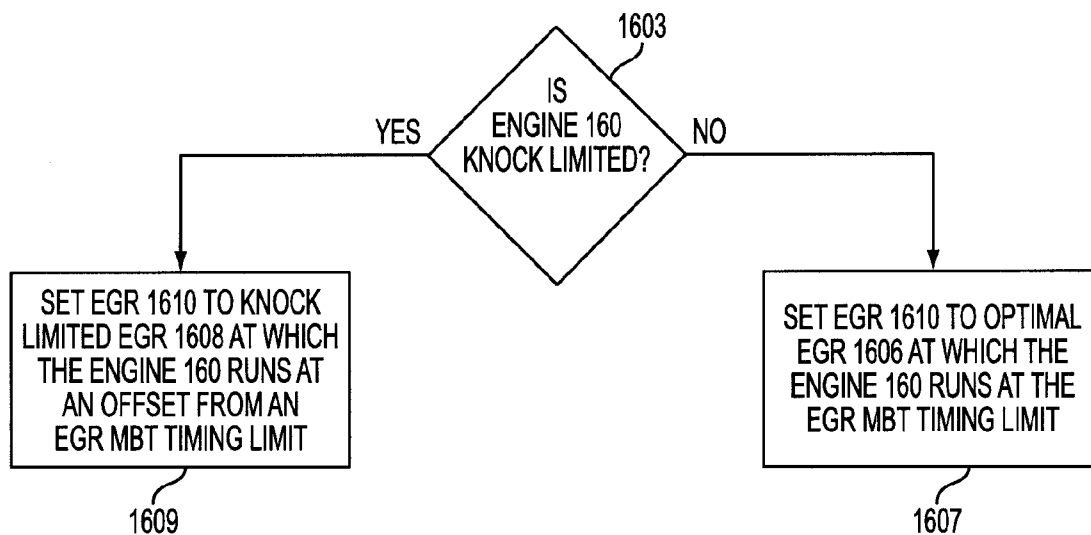 1603
IS
ENGINE 160
KNOCK LIMITED?
YES
NO
SET EGR 1610 TO KNOCK
LIMITED EGR 1608 AT WHICH
THE ENGINE 160 RUNS AT
AN OFFSET FROM AN
EGR MBT TIMING LIMIT
1609
SET EGR 1610 TO OPTIMAL
EGR 1606 AT WHICH THE
ENGINE 160 RUNS AT THE
EGR MBT TIMING LIMIT
1607